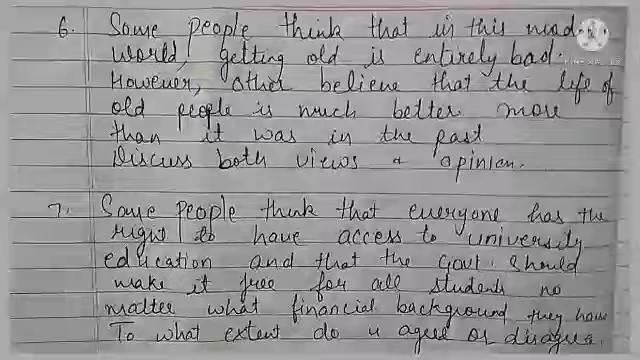 6. Some people think that in this mod.
world, getting old is entirely bad.
However, other believe that the life of
old people is much better more
than it was in the past
Discuss both views & opinion.
7. Some people think that everyone has the
right to have access to university
education and that the Govt. should
make it free for all students no
matter what financial background they have
To what extent do u agree or disagree.